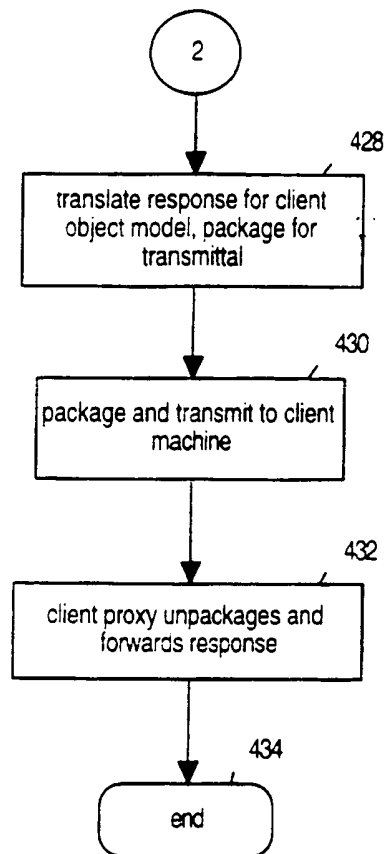 2
428
translate response for client
object model, package for
transmittal
430
package and transmit to client
machine
432
client proxy unpackages and
forwards response
434
end